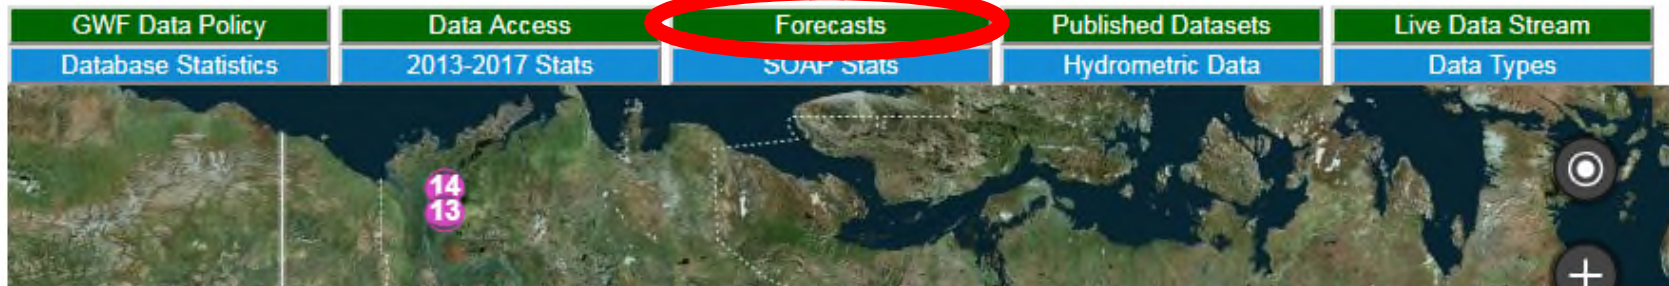 GWF Data Policy Data Access Forecasts Published Datasets Live Data Stream
Database Statistics 2013-2017 Stats SOAP Stats Hydrometric Data Data Types
14
13